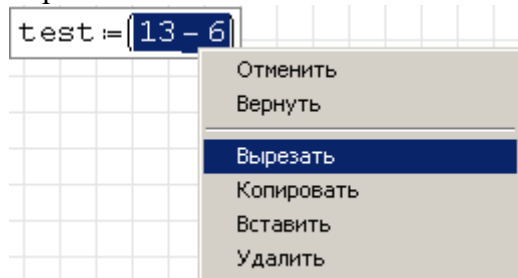 test:=(13-6)
Отменить
Вернуть
Вырезать
Копировать
Вставить
Удалить